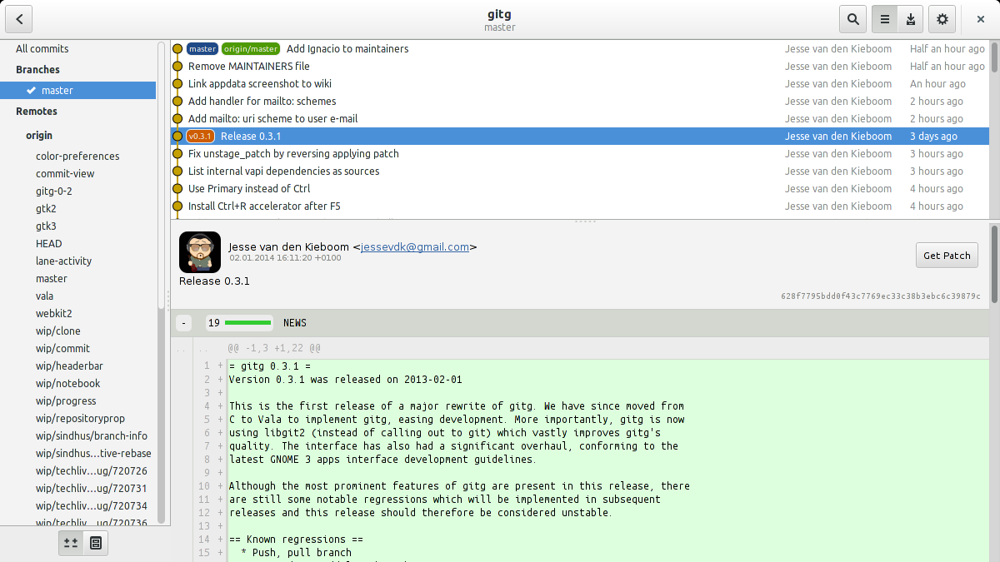 gitg
master
All commits
Branches
master
Remotes
origin
color-preferences
commit-view
gitg-0-2
gtk2
gtk3
HEAD
lane-activity
master
vala
webkit2
wip/clone
wip/commit
wip/headerbar
wip/notebook
wip/progress
wip/repositoryprop
wip/sindhus/branch-info
wip/sindhus...tive-rebase
wip/techliv...ug/720726
wip/techliv...ug/720731
wip/techliv...ug/720734
wip/techliv...ug/720736
master origin/master Add Ignacio to maintainers Jesse van den Kieboom Half an hour ago
Remove MAINTAINERS file Jesse van den Kieboom Half an hour ago
Link appdata screenshot to wiki Jesse van den Kieboom An hour ago
Add handler for mailto: schemes Jesse van den Kieboom 2 hours ago
Add mailto: uri scheme to user e-mail Jesse van den Kieboom 2 hours ago
v0.3.1 Release 0.3.1 Jesse van den Kieboom 3 days ago
Fix unstage_patch by reversing applying patch Jesse van den Kieboom 3 hours ago
List internal vapi dependencies as sources Jesse van den Kieboom 3 hours ago
Use Primary instead of Ctrl Jesse van den Kieboom 4 hours ago
Install Ctrl+R accelerator after F5 Jesse van den Kieboom 4 hours ago
Jesse van den Kieboom <jessevdk@gmail.com>
02.01.2014 16:11:20 +0100
Get Patch
Release 0.3.1
628f7795bdd0f43c7769ec33c38b3ebc6c39879c
- 19 NEWS
.. .. @@ -1,3 +1,22 @@
1 + = gitg 0.3.1 =
2 + Version 0.3.1 was released on 2013-02-01
3 +
4 + This is the first release of a major rewrite of gitg. We have since moved from
5 + C to Vala to implement gitg, easing development. More importantly, gitg is now
6 + using libgit2 (instead of calling out to git) which vastly improves gitg's
7 + quality. The interface has also had a significant overhaul, conforming to the
8 + latest GNOME 3 apps interface development guidelines.
9 +
10 + Although the most prominent features of gitg are present in this release, there
11 + are still some notable regressions which will be implemented in subsequent
12 + releases and this release should therefore be considered unstable.
13 +
14 + == Known regressions ==
15 + * Push, pull branch